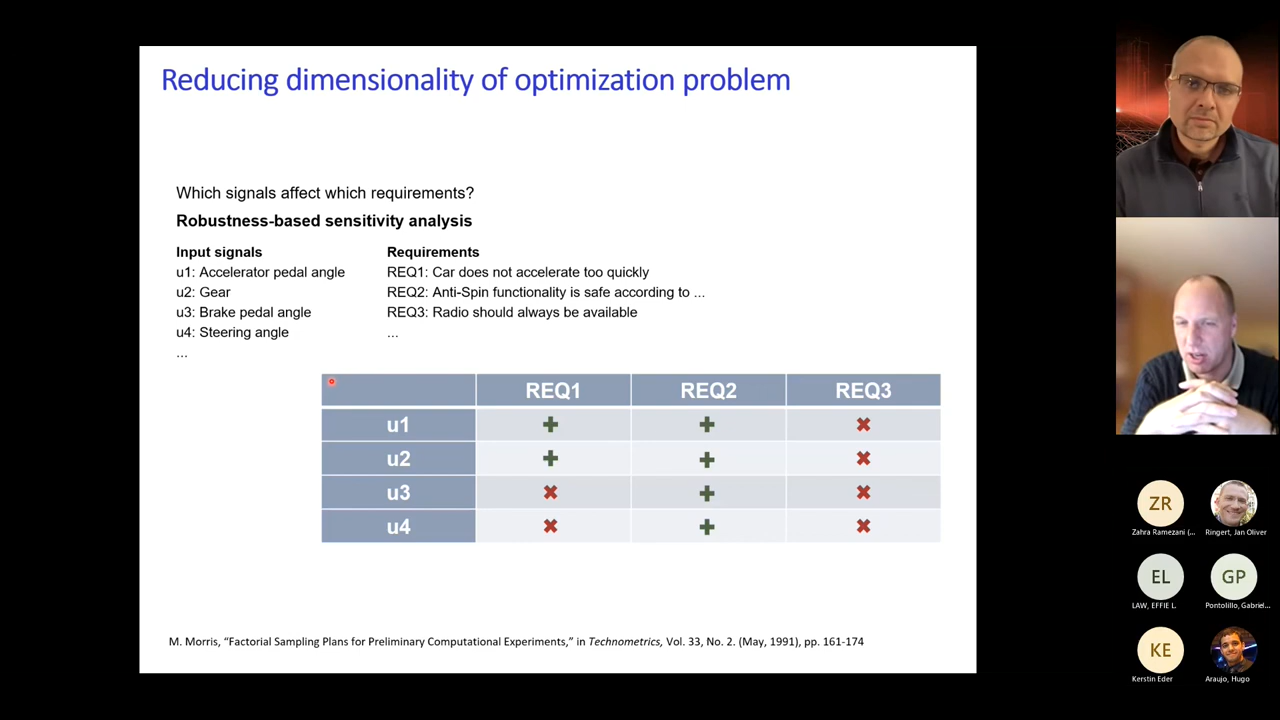 Reducing dimensionality of optimization problem
Which signals affect which requirements?
Robustness-based sensitivity analysis
Input signals
u1: Accelerator pedal angle
u2: Gear
u3: Brake pedal angle
u4: Steering angle
...
Requirements
REQ1: Car does not accelerate too quickly
REQ2: Anti-Spin functionality is safe according to ...
REQ3: Radio should always be available
...
REQ1 REQ2 REQ3
u1 + + ✖
u2 + + ✖
u3 ✖ + ✖
u4 ✖ + ✖
M. Morris, “Factorial Sampling Plans for Preliminary Computational Experiments,” in Technometrics, Vol. 33, No. 2. (May, 1991), pp. 161-174
ZR
Zahra Ramezani (...
Ringert, Jan Oliver
EL
LAW, EFFIE L.
GP
Pontolillo, Gabriel...
KE
Kerstin Eder
Araujo, Hugo